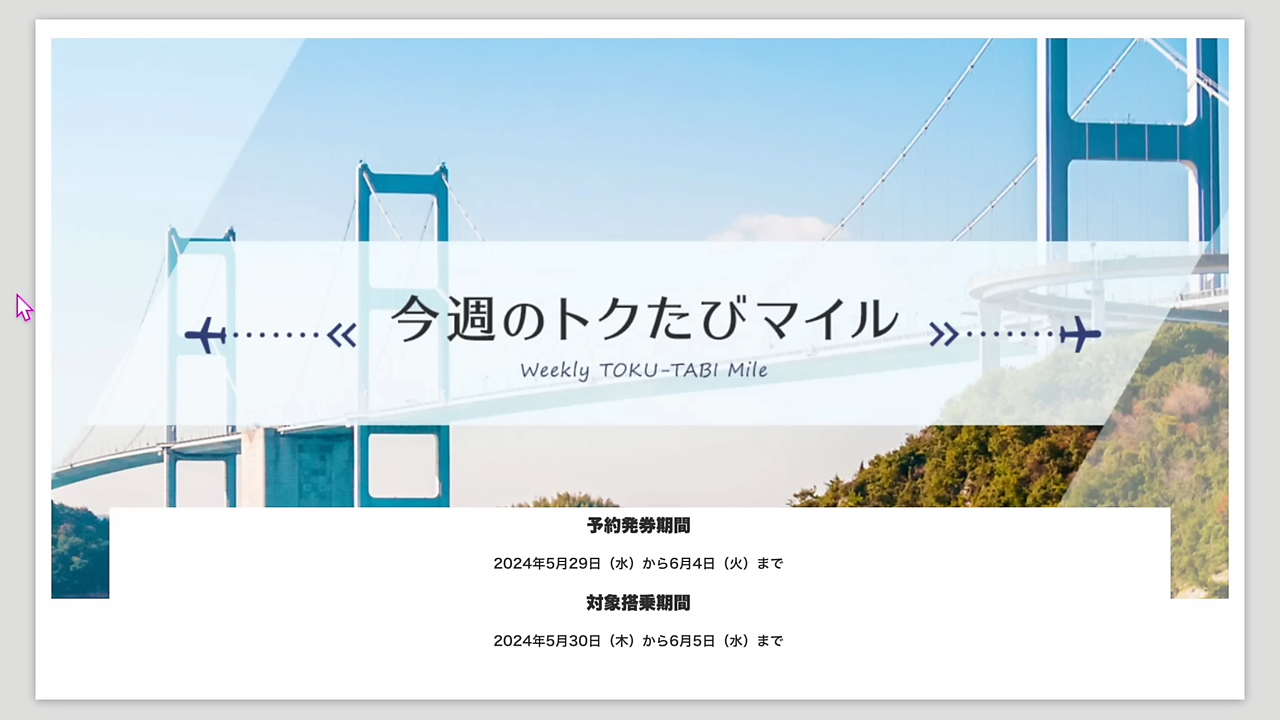 今週のトクたびマイル
Weekly TOKU-TABI Mile
予約発券期間
2024年5月29日（水）から6月4日（火）まで
対象搭乗期間
2024年5月30日（木）から6月5日（水）まで